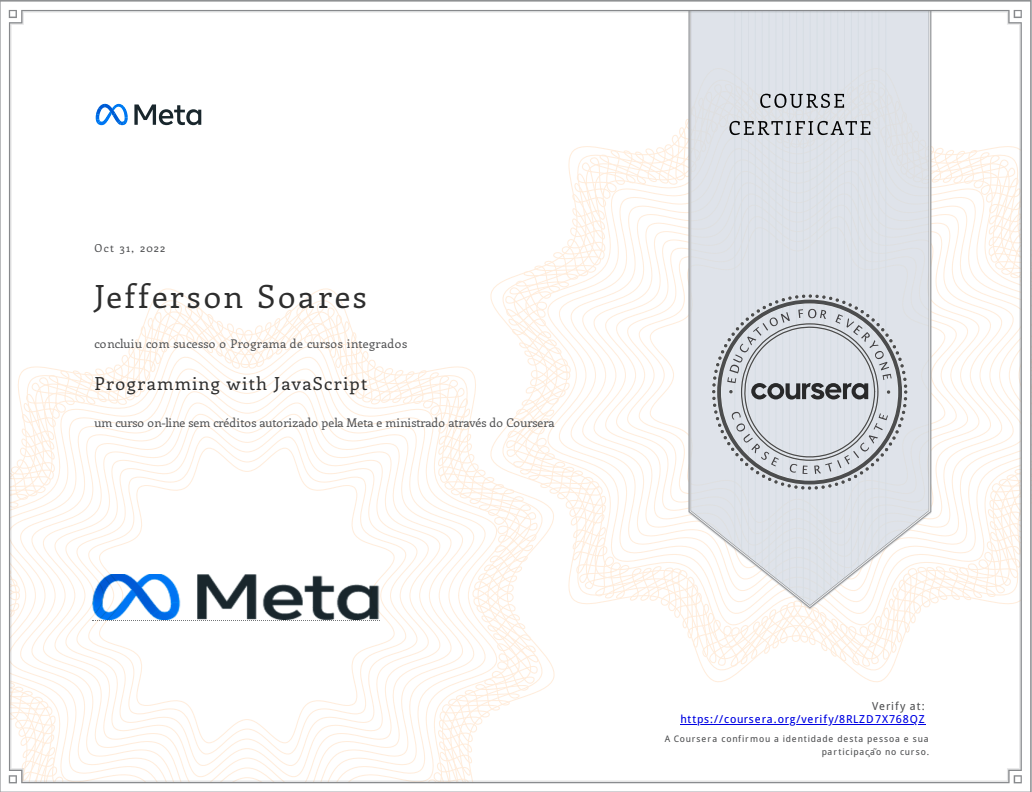 Meta
COURSE
CERTIFICATE
Oct 31, 2022
Jefferson Soares
concluiu com sucesso o Programa de cursos integrados
Programming with JavaScript
um curso on-line sem créditos autorizado pela Meta e ministrado através do Coursera
EDUCATION FOR EVERYONE
coursera
COURSE CERTIFICATE
Meta
Verify at:
https://coursera.org/verify/8RLZD7X768QZ
A Coursera confirmou a identidade desta pessoa e sua
participação no curso.